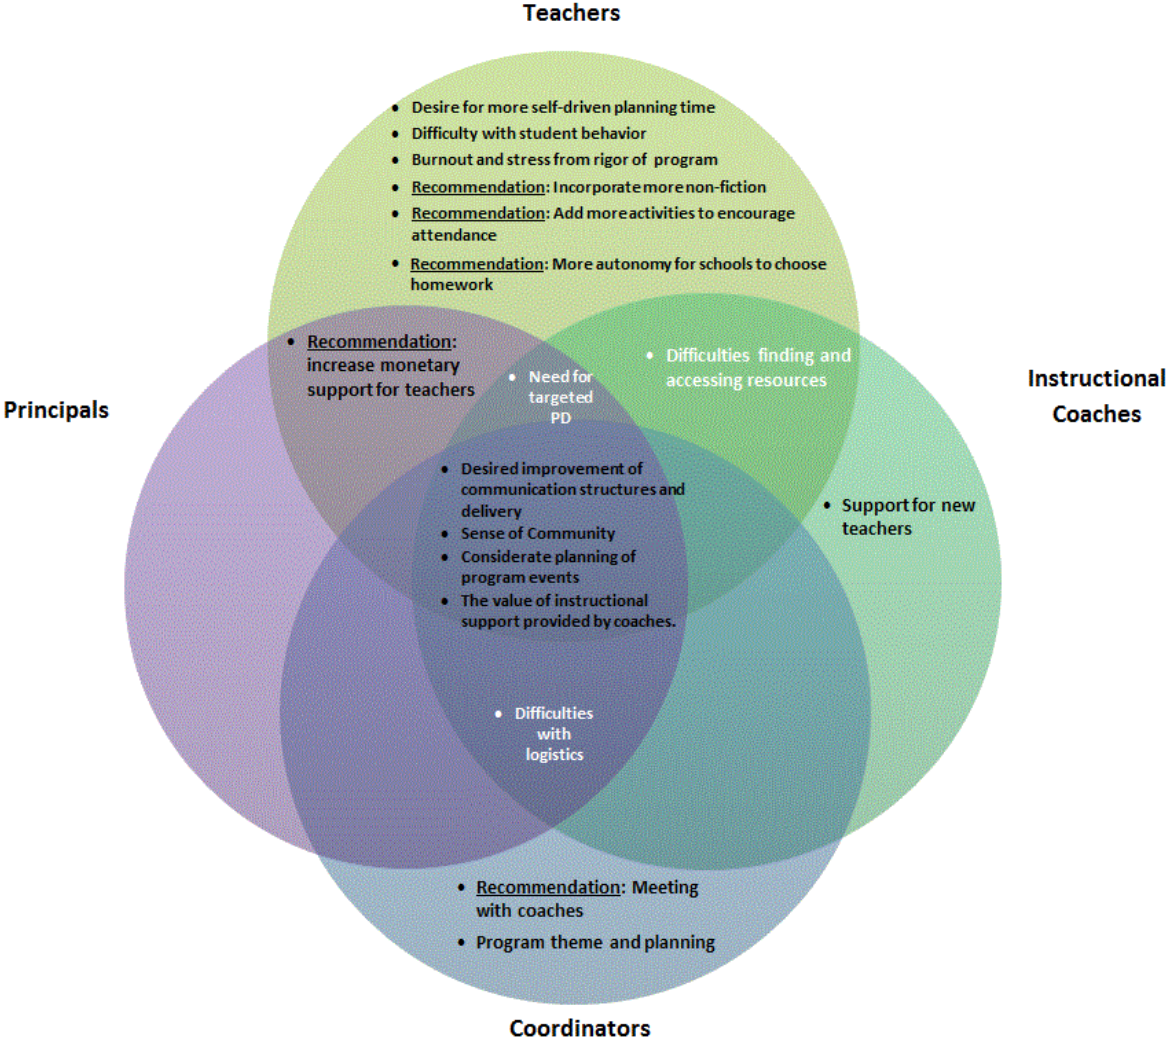 Teachers
• Desire for more self-driven planning time
• Difficulty with student behavior
• Burnout and stress from rigor of program
• Recommendation: Incorporate more non-fiction
• Recommendation: Add more activities to encourage
attendance
• Recommendation: More autonomy for schools to choose
homework
• Recommendation:
increase monetary
support for teachers
• Need for
targeted
PD
• Difficulties finding and
accessing resources
Principals
Instructional
Coaches
• Desired improvement of
communication structures and
delivery
• Sense of Community
• Considerate planning of
program events
• The value of instructional
support provided by coaches.
• Support for new
teachers
• Difficulties
with
logistics
• Recommendation: Meeting
with coaches
• Program theme and planning
Coordinators